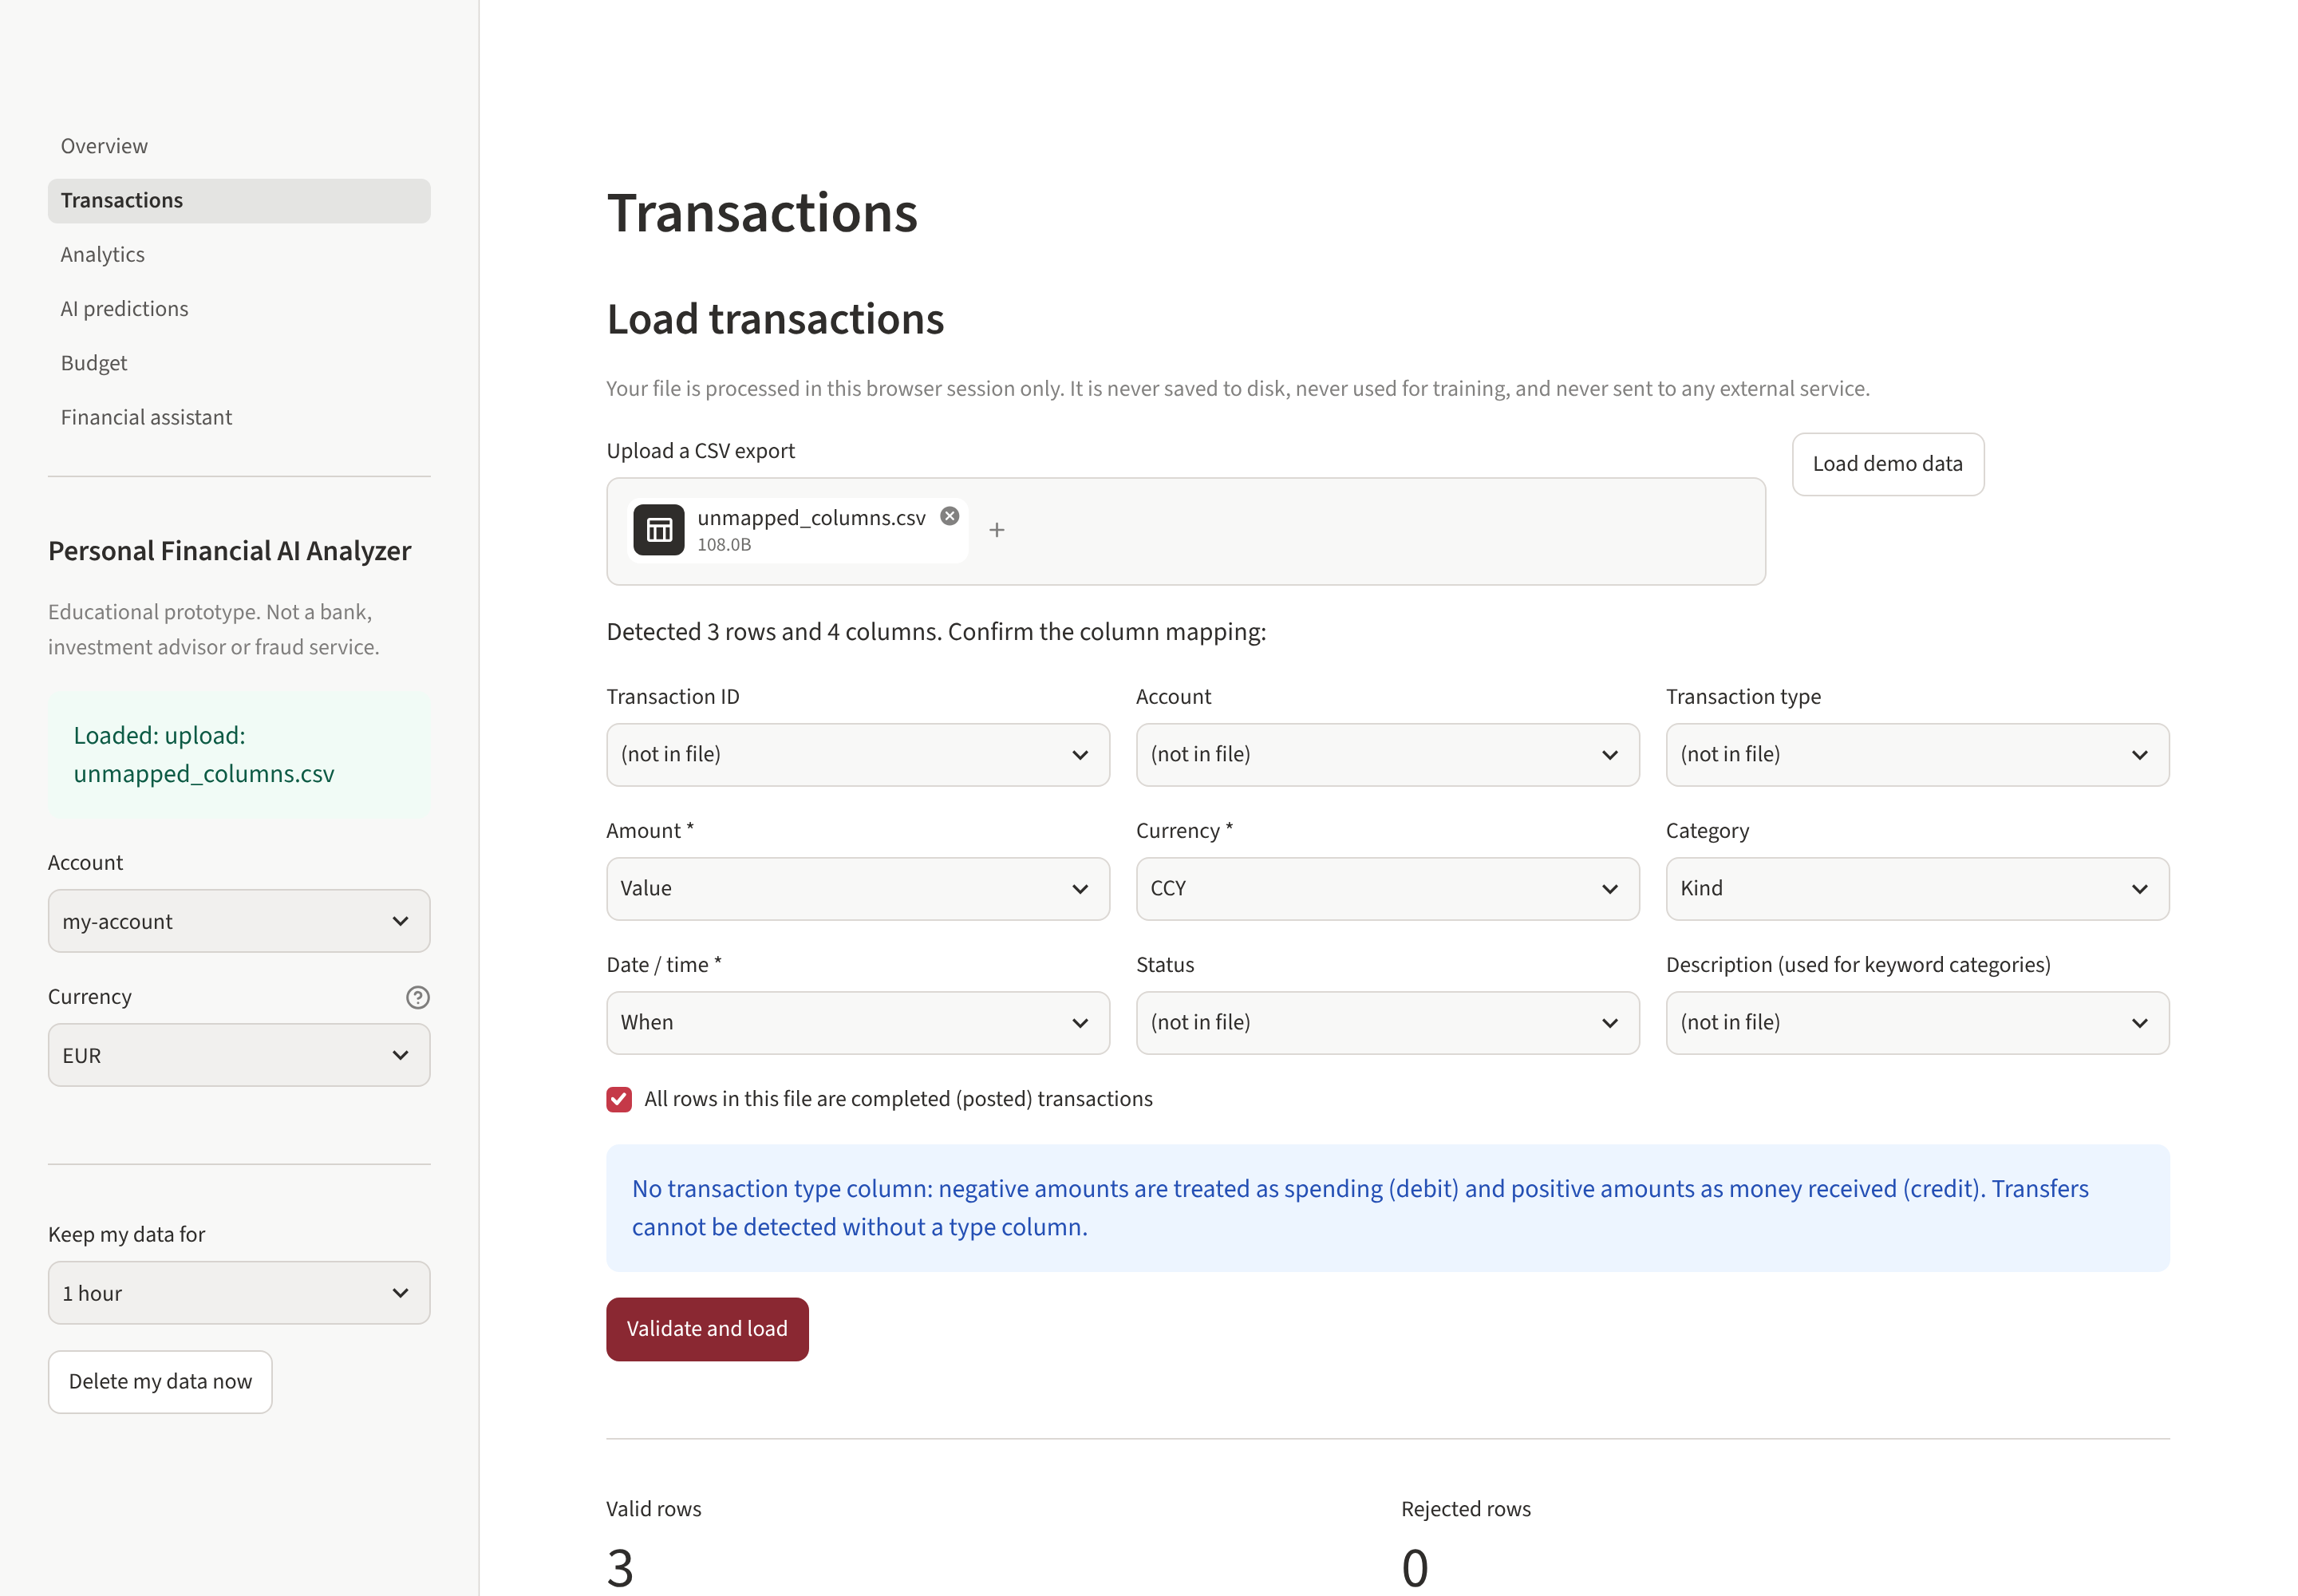 Overview
Transactions
Analytics
AI predictions
Budget
Financial assistant
Personal Financial AI Analyzer
Educational prototype. Not a bank,
investment advisor or fraud service.
Loaded: upload:
unmapped_columns.csv
Account
my-account
Currency
EUR
Keep my data for
1 hour
Delete my data now
Transactions
Load transactions
Your file is processed in this browser session only. It is never saved to disk, never used for training, and never sent to any external service.
Upload a CSV export
Load demo data
unmapped_columns.csv
108.0B
Detected 3 rows and 4 columns. Confirm the column mapping:
Transaction ID
Account
Transaction type
(not in file)
(not in file)
(not in file)
Amount *
Currency *
Category
Value
CCY
Kind
Date / time *
Status
Description (used for keyword categories)
When
(not in file)
(not in file)
All rows in this file are completed (posted) transactions
No transaction type column: negative amounts are treated as spending (debit) and positive amounts as money received (credit). Transfers
cannot be detected without a type column.
Validate and load
Valid rows
Rejected rows
3
0